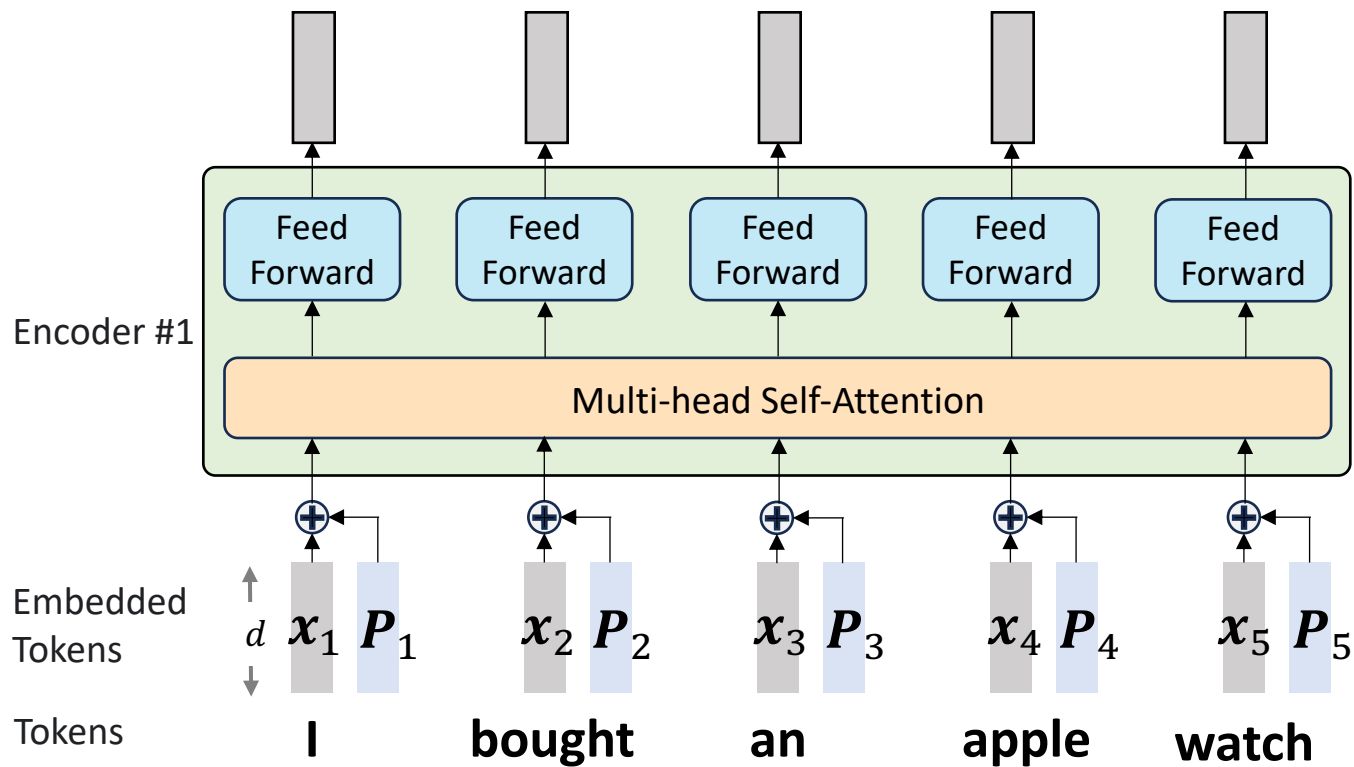 Feed Forward Feed Forward Feed Forward Feed Forward Feed Forward
Encoder #1
Multi-head Self-Attention
Embedded Tokens
d x₁ P₁ x₂ P₂ x₃ P₃ x₄ P₄ x₅ P₅
Tokens I bought an apple watch